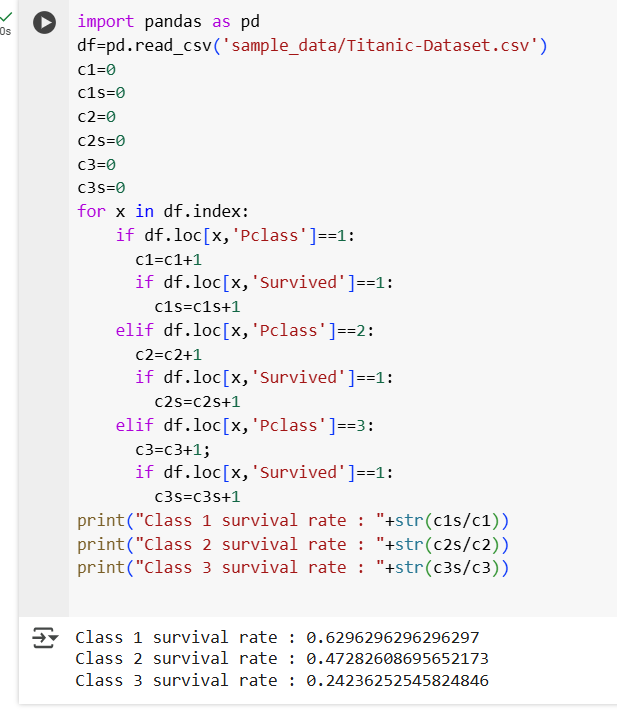 0s
import pandas as pd
df=pd.read_csv('sample_data/Titanic-Dataset.csv')
c1=0
c1s=0
c2=0
c2s=0
c3=0
c3s=0
for x in df.index:
    if df.loc[x,'Pclass']==1:
      c1=c1+1
      if df.loc[x,'Survived']==1:
        c1s=c1s+1
    elif df.loc[x,'Pclass']==2:
      c2=c2+1
      if df.loc[x,'Survived']==1:
        c2s=c2s+1
    elif df.loc[x,'Pclass']==3:
      c3=c3+1;
      if df.loc[x,'Survived']==1:
        c3s=c3s+1
print("Class 1 survival rate : "+str(c1s/c1))
print("Class 2 survival rate : "+str(c2s/c2))
print("Class 3 survival rate : "+str(c3s/c3))
Class 1 survival rate : 0.6296296296296297
Class 2 survival rate : 0.47282608695652173
Class 3 survival rate : 0.24236252545824846